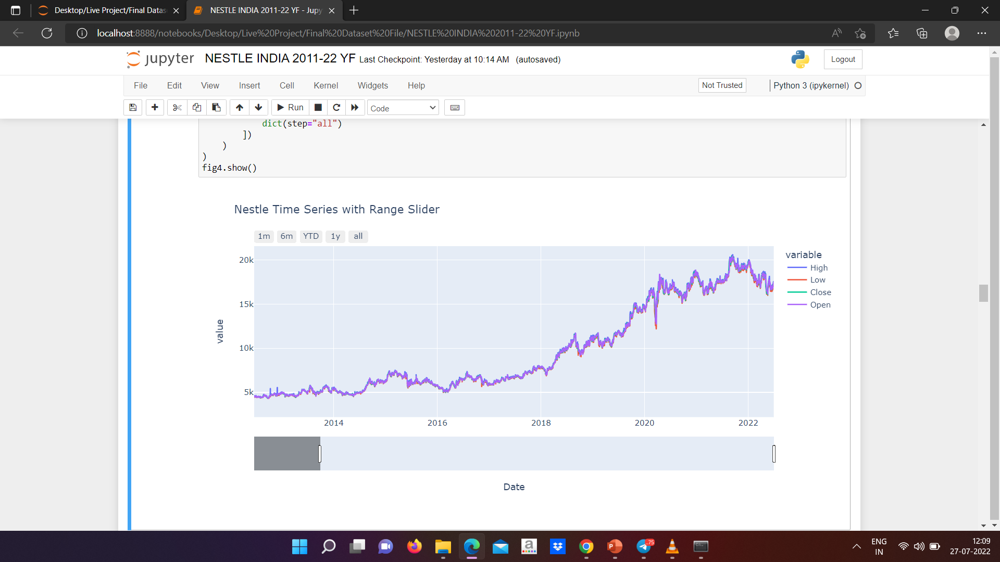 Desktop/Live Project/Final Datas
NESTLE INDIA 2011-22 YF - Jupy
localhost:8888/notebooks/Desktop/Live%20Project/Final%20Dataset%20File/NESTLE%20INDIA%202011-22%20YF.ipynb
jupyter NESTLE INDIA 2011-22 YF Last Checkpoint: Yesterday at 10:14 AM (autosaved)
Logout
File Edit View Insert Cell Kernel Widgets Help
Not Trusted
Python 3 (ipykernel)
Run
Code
dict(step="all")
])
)
)
fig4.show()
Nestle Time Series with Range Slider
1m 6m YTD 1y all
variable
High
Low
Close
Open
value
20k
15k
10k
5k
2014 2016 2018 2020 2022
Date
a
P
.75
ENG
IN
12:09
27-07-2022